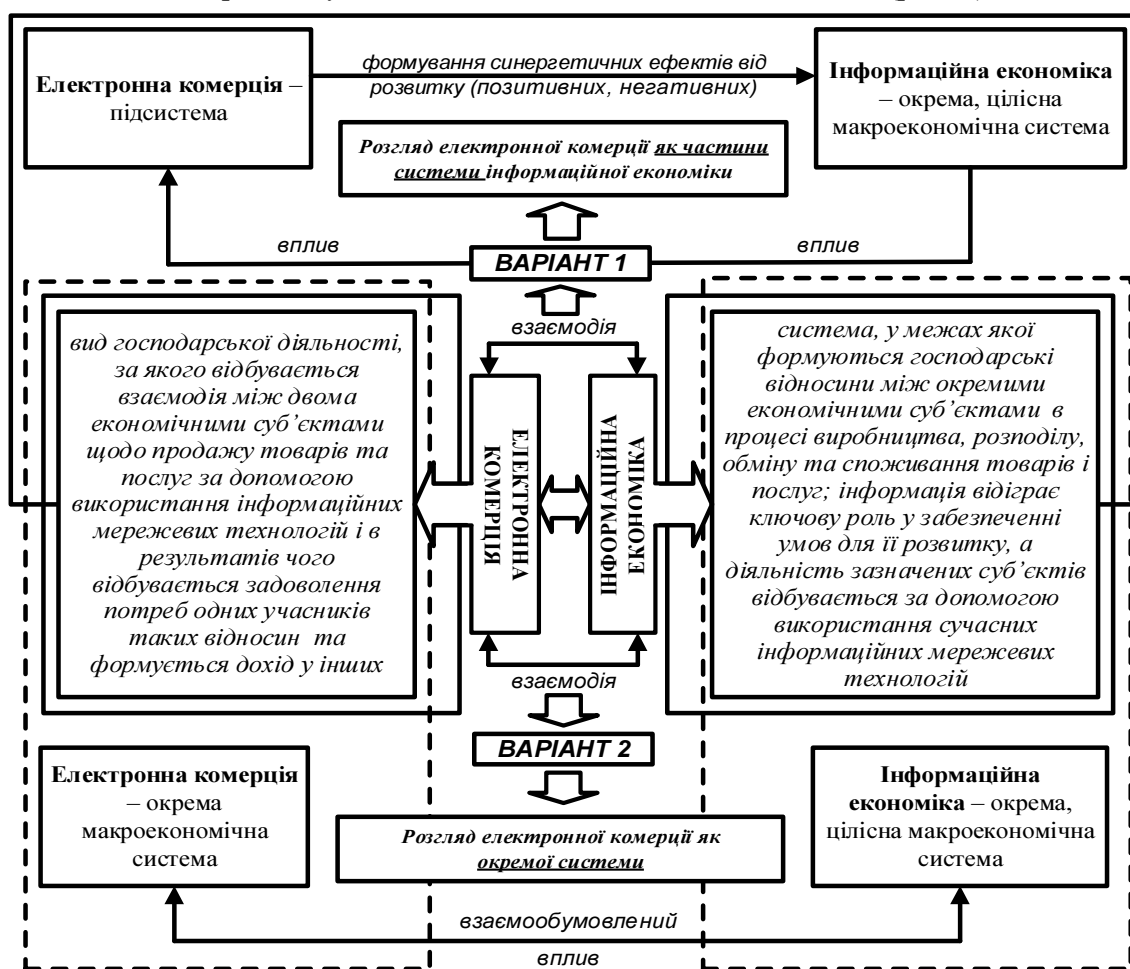 Електронна комерція –
підсистема
формування синергетичних ефектів від
розвитку (позитивних, негативних)
Інформаційна економіка
– окрема, цілісна
макроекономічна система
Розгляд електронної комерції як частини
системи інформаційної економіки
вплив
ВАРІАНТ 1
вплив
взаємодія
вид господарської діяльності,
за якого відбувається
взаємодія між двома
економічними суб’єктами
щодо продажу товарів та
послуг за допомогою
використання інформаційних
мережевих технологій і в
результатів чого
відбувається задоволення
потреб одних учасників
таких відносин та
формується дохід у інших
ЕЛЕКТРОННА
КОМЕРЦІЯ
ІНФОРМАЦІЙНА
ЕКОНОМІКА
система, у межах якої
формуються господарські
відносини між окремими
економічними суб’єктами в
процесі виробництва, розподілу,
обміну та споживання товарів і
послуг; інформація відіграє
ключову роль у забезпеченні
умов для її розвитку, а
діяльність зазначених суб’єктів
відбувається за допомогою
використання сучасних
інформаційних мережевих
технологій
взаємодія
ВАРІАНТ 2
Електронна комерція
– окрема
макроекономічна
система
Розгляд електронної комерції як
окремої системи
Інформаційна
економіка – окрема,
цілісна макроекономічна
система
взаємообумовлений
вплив